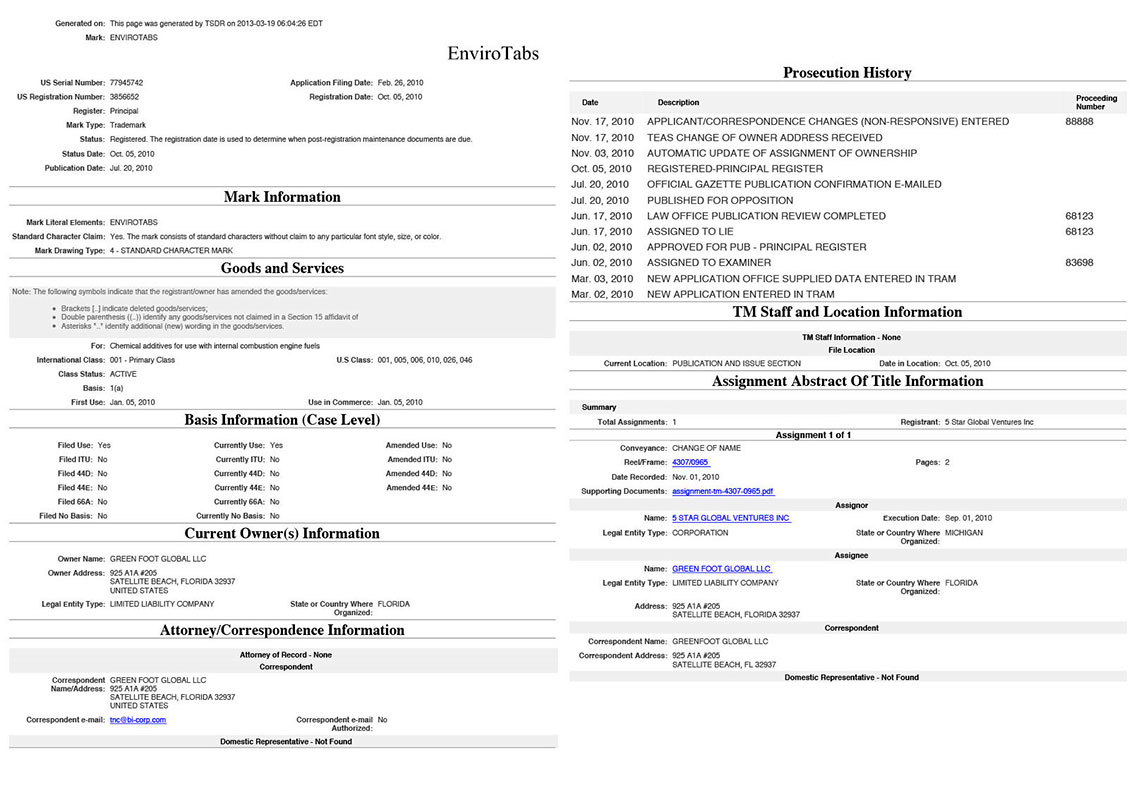 Generated on: This page was generated by TSDR on 2013-03-19 06:04:26 EDT
Mark: ENVIROTABS
EnviroTabs
US Serial Number: 77945742 Application Filing Date: Feb. 26, 2010
US Registration Number: 3856652 Registration Date: Oct. 05, 2010
Register: Principal
Mark Type: Trademark
Status: Registered. The registration date is used to determine when post-registration maintenance documents are due.
Status Date: Oct. 05, 2010
Publication Date: Jul. 20, 2010
Mark Information
Mark Literal Elements: ENVIROTABS
Standard Character Claim: Yes. The mark consists of standard characters without claim to any particular font style, size, or color.
Mark Drawing Type: 4 - STANDARD CHARACTER MARK
Goods and Services
Note: The following symbols indicate that the registrant/owner has amended the goods/services:
• Brackets [..] indicate deleted goods/services;
• Double parenthesis ((..)) identify any goods/services not claimed in a Section 15 affidavit of
• Asterisks *..* identify additional (new) wording in the goods/services.
For: Chemical additives for use with internal combustion engine fuels
International Class: 001 - Primary Class U.S Class: 001, 005, 006, 010, 026, 046
Class Status: ACTIVE
Basis: 1(a)
First Use: Jan. 05, 2010 Use in Commerce: Jan. 05, 2010
Basis Information (Case Level)
Filed Use: Yes Currently Use: Yes Amended Use: No
Filed ITU: No Currently ITU: No Amended ITU: No
Filed 44D: No Currently 44D: No Amended 44D: No
Filed 44E: No Currently 44E: No Amended 44E: No
Filed 66A: No Currently 66A: No
Filed No Basis: No Currently No Basis: No
Current Owner(s) Information
Owner Name: GREEN FOOT GLOBAL LLC
Owner Address: 925 A1A #205
SATELLITE BEACH, FLORIDA 32937
UNITED STATES
Legal Entity Type: LIMITED LIABILITY COMPANY State or Country Where FLORIDA
Organized:
Attorney/Correspondence Information
Attorney of Record - None
Correspondent
Correspondent GREEN FOOT GLOBAL LLC
Name/Address: 925 A1A #205
SATELLITE BEACH, FLORIDA 32937
UNITED STATES
Correspondent e-mail: tnc@bi-corp.com Correspondent e-mail No
Authorized:
Domestic Representative - Not Found
Prosecution History
Date Description Proceeding
Number
Nov. 17, 2010 APPLICANT/CORRESPONDENCE CHANGES (NON-RESPONSIVE) ENTERED 88888
Nov. 17, 2010 TEAS CHANGE OF OWNER ADDRESS RECEIVED
Nov. 03, 2010 AUTOMATIC UPDATE OF ASSIGNMENT OF OWNERSHIP
Oct. 05, 2010 REGISTERED-PRINCIPAL REGISTER
Jul. 20, 2010 OFFICIAL GAZETTE PUBLICATION CONFIRMATION E-MAILED
Jul. 20, 2010 PUBLISHED FOR OPPOSITION
Jun. 17, 2010 LAW OFFICE PUBLICATION REVIEW COMPLETED 68123
Jun. 17, 2010 ASSIGNED TO LIE 68123
Jun. 02, 2010 APPROVED FOR PUB - PRINCIPAL REGISTER
Jun. 02, 2010 ASSIGNED TO EXAMINER 83698
Mar. 03, 2010 NEW APPLICATION OFFICE SUPPLIED DATA ENTERED IN TRAM
Mar. 02, 2010 NEW APPLICATION ENTERED IN TRAM
TM Staff and Location Information
TM Staff Information - None
File Location
Current Location: PUBLICATION AND ISSUE SECTION Date in Location: Oct. 05, 2010
Assignment Abstract Of Title Information
Summary
Total Assignments: 1 Registrant: 5 Star Global Ventures Inc
Assignment 1 of 1
Conveyance: CHANGE OF NAME
Reel/Frame: 4307/0965 Pages: 2
Date Recorded: Nov. 01, 2010
Supporting Documents: assignment-tm-4307-0965.pdf
Assignor
Name: 5 STAR GLOBAL VENTURES INC Execution Date: Sep. 01, 2010
Legal Entity Type: CORPORATION State or Country Where MICHIGAN
Organized:
Assignee
Name: GREEN FOOT GLOBAL LLC
Legal Entity Type: LIMITED LIABILITY COMPANY State or Country Where FLORIDA
Organized:
Address: 925 A1A #205
SATELLITE BEACH, FLORIDA 32937
Correspondent
Correspondent Name: GREENFOOT GLOBAL LLC
Correspondent Address: 925 A1A #205
SATELLITE BEACH, FL 32937
Domestic Representative - Not Found